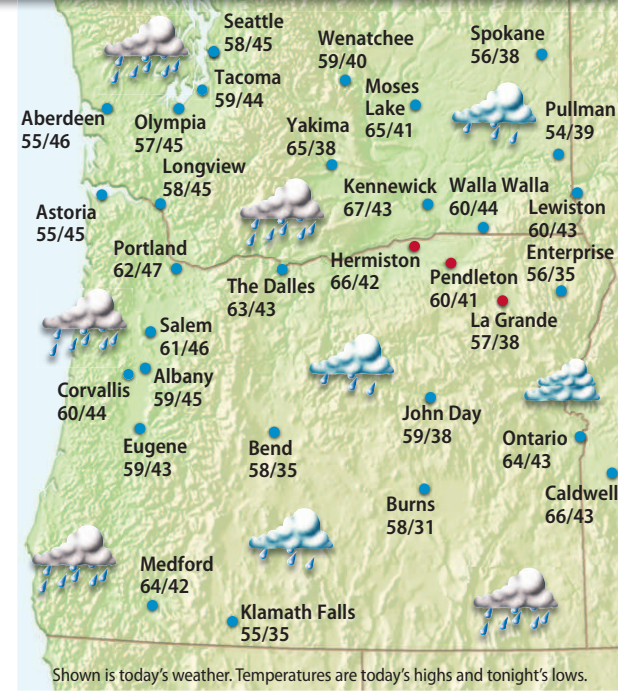 Seattle
58/45
Wenatchee
59/40
Spokane
56/38
Tacoma
59/44
Moses
Lake
65/41
Aberdeen
55/46
Olympia
57/45
Yakima
65/38
Pullman
54/39
Longview
58/45
Kennewick
67/43
Walla Walla
60/44
Lewiston
60/43
Astoria
55/45
Portland
62/47
The Dalles
63/43
Hermiston
66/42
Pendleton
60/41
Enterprise
56/35
La Grande
57/38
Salem
61/46
Corvallis
60/44
Albany
59/45
John Day
59/38
Eugene
59/43
Bend
58/35
Ontario
64/43
Burns
58/31
Caldwell
66/43
Medford
64/42
Klamath Falls
55/35
Shown is today's weather. Temperatures are today's highs and tonight's lows.